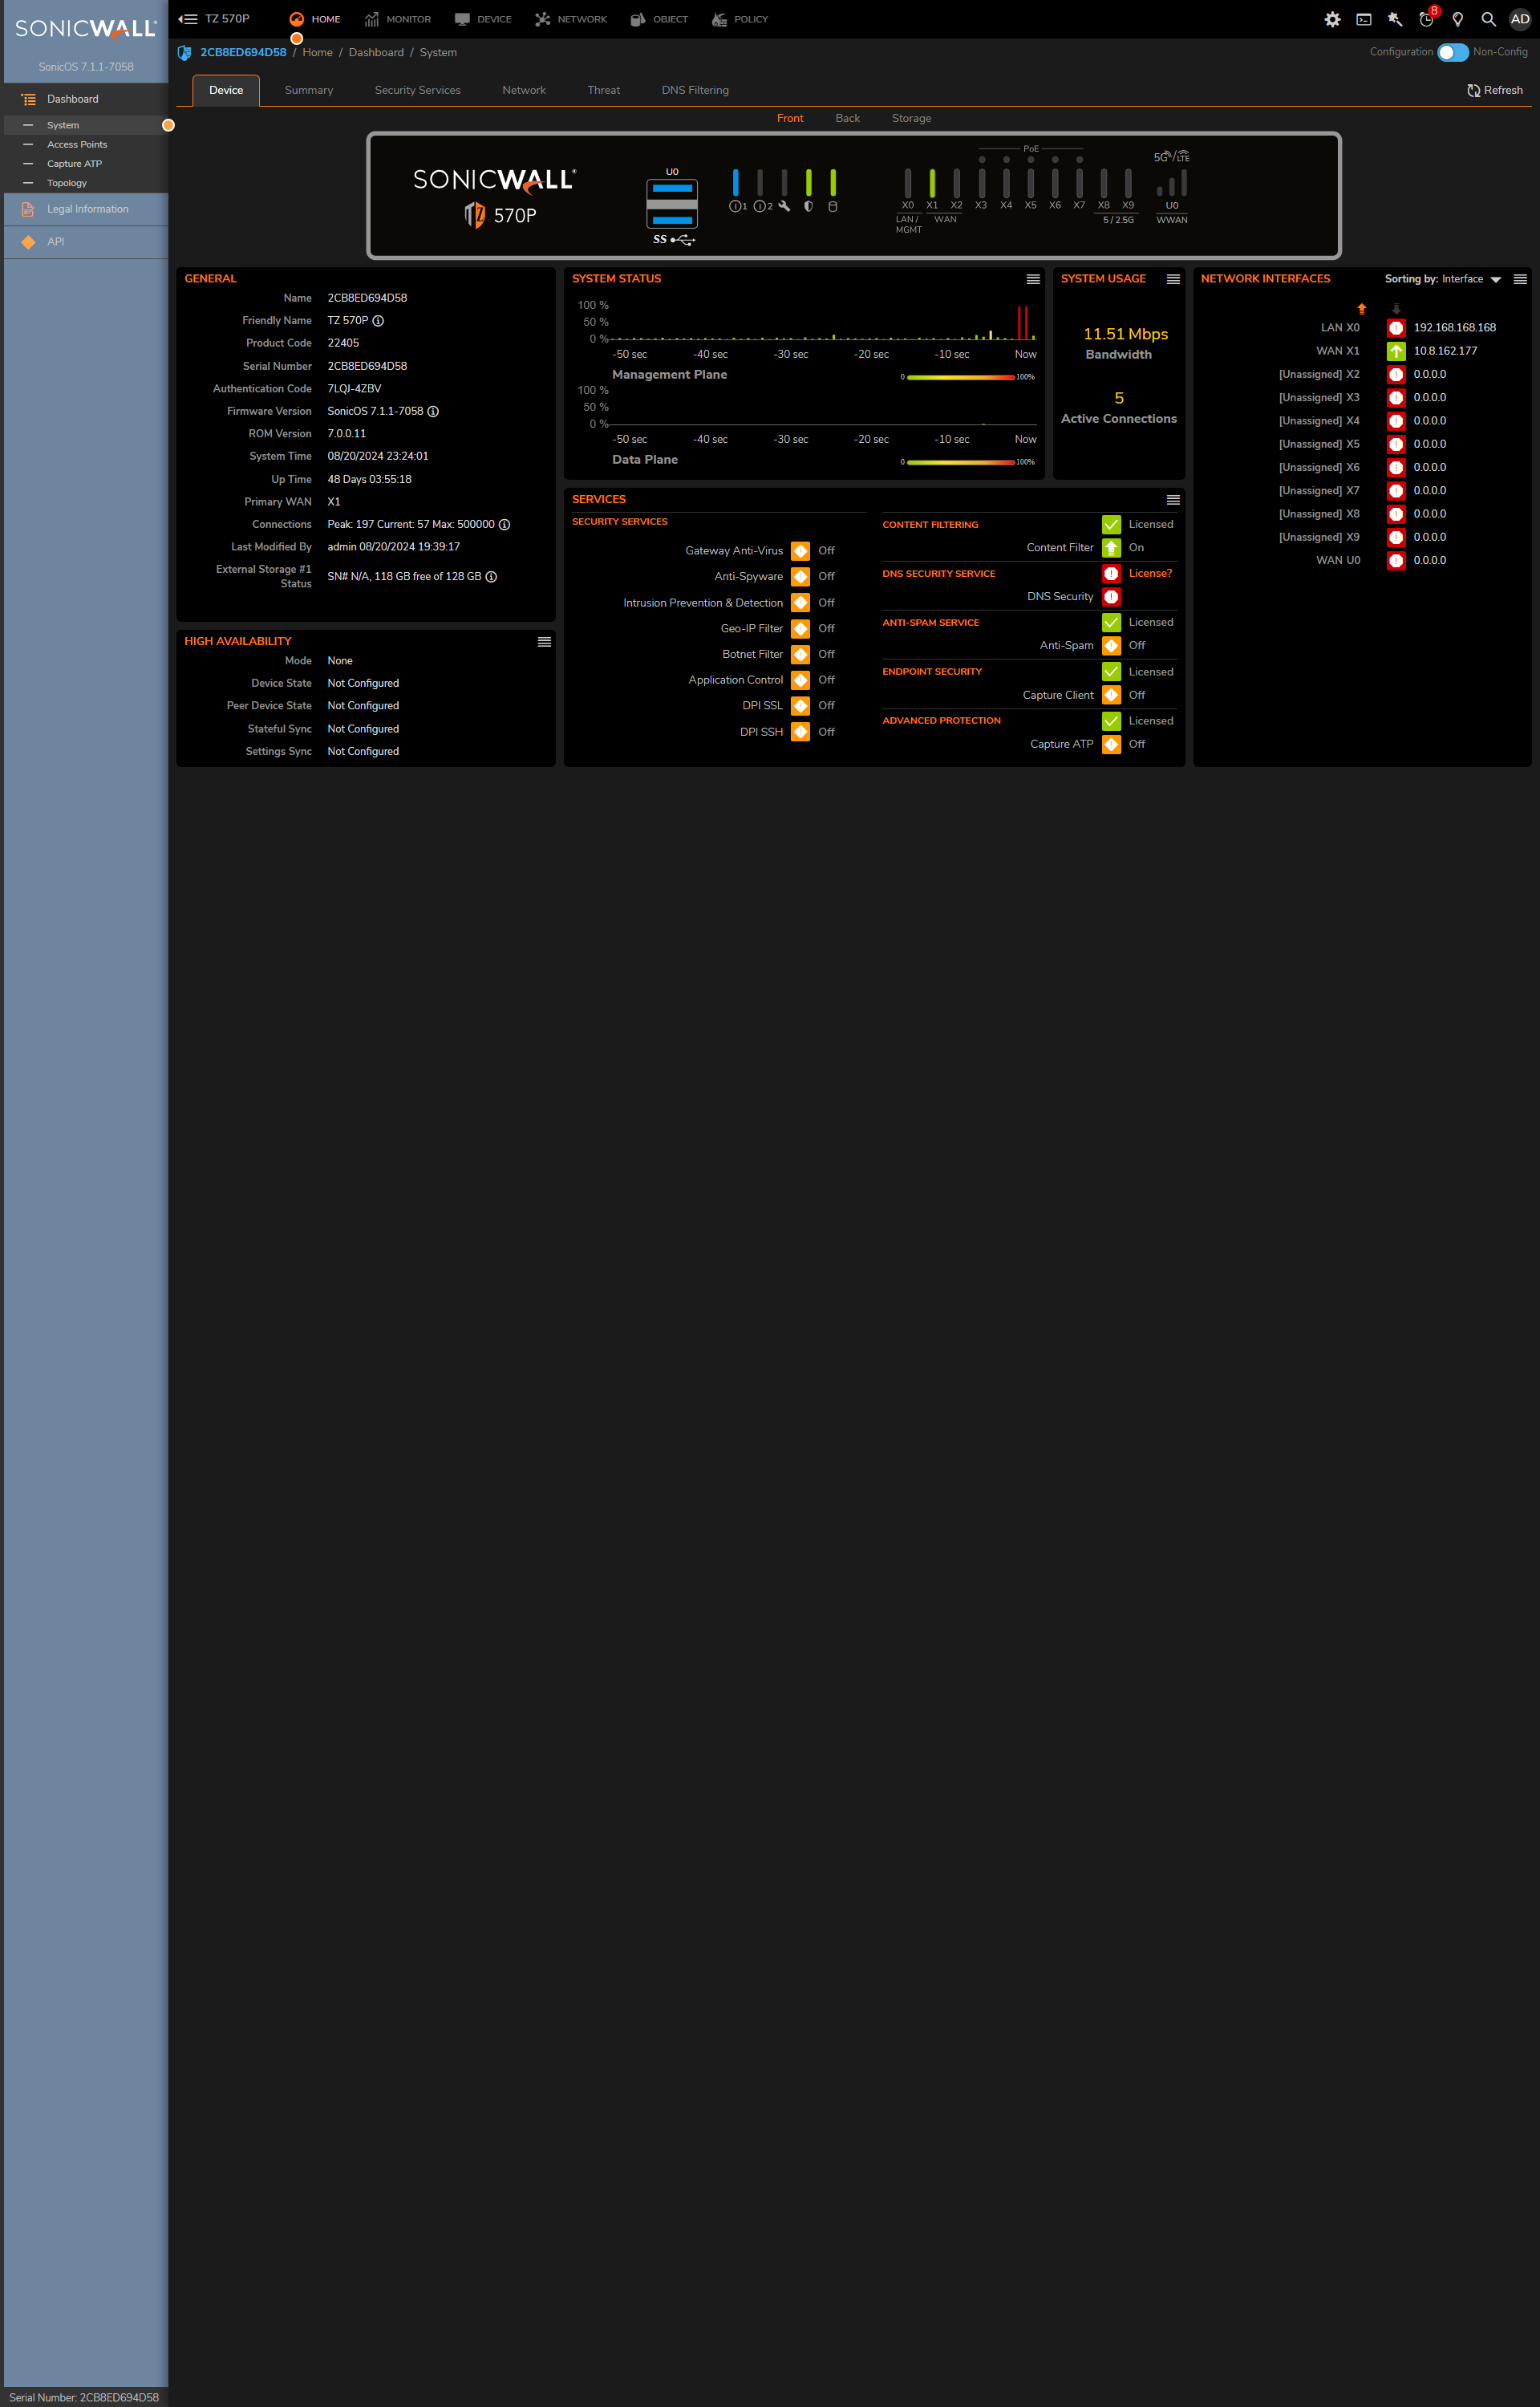 SONICWALL
SonicOS 7.1.1-7058
Dashboard
System
Access Points
Capture ATP
Topology
Legal Information
API
Serial Number: 2CB8ED694D58
TZ 570P HOME MONITOR DEVICE NETWORK OBJECT POLICY 8 AD
2CB8ED694D58 / Home / Dashboard / System Configuration Non-Config
Device Summary Security Services Network Threat DNS Filtering Refresh
Front Back Storage
SONICWALL
TZ 570P
U0
SS
1 2
PoE
5G / LTE
X0 X1 X2 X3 X4 X5 X6 X7 X8 X9 U0
LAN / MGMT WAN 5 / 2.5G WWAN
GENERAL
Name 2CB8ED694D58
Friendly Name TZ 570P
Product Code 22405
Serial Number 2CB8ED694D58
Authentication Code 7LQJ-4ZBV
Firmware Version SonicOS 7.1.1-7058
ROM Version 7.0.0.11
System Time 08/20/2024 23:24:01
Up Time 48 Days 03:55:18
Primary WAN X1
Connections Peak: 197 Current: 57 Max: 500000
Last Modified By admin 08/20/2024 19:39:17
External Storage #1 Status SN# N/A, 118 GB free of 128 GB
HIGH AVAILABILITY
Mode None
Device State Not Configured
Peer Device State Not Configured
Stateful Sync Not Configured
Settings Sync Not Configured
SYSTEM STATUS
100 %
50 %
0 %
-50 sec -40 sec -30 sec -20 sec -10 sec Now
Management Plane 0 100%
100 %
50 %
0 %
-50 sec -40 sec -30 sec -20 sec -10 sec Now
Data Plane 0 100%
SYSTEM USAGE
11.51 Mbps
Bandwidth
5
Active Connections
SERVICES
SECURITY SERVICES
Gateway Anti-Virus Off
Anti-Spyware Off
Intrusion Prevention & Detection Off
Geo-IP Filter Off
Botnet Filter Off
Application Control Off
DPI SSL Off
DPI SSH Off
CONTENT FILTERING Licensed
Content Filter On
DNS SECURITY SERVICE License?
DNS Security
ANTI-SPAM SERVICE Licensed
Anti-Spam Off
ENDPOINT SECURITY Licensed
Capture Client Off
ADVANCED PROTECTION Licensed
Capture ATP Off
NETWORK INTERFACES Sorting by: Interface
LAN X0 192.168.168.168
WAN X1 10.8.162.177
[Unassigned] X2 0.0.0.0
[Unassigned] X3 0.0.0.0
[Unassigned] X4 0.0.0.0
[Unassigned] X5 0.0.0.0
[Unassigned] X6 0.0.0.0
[Unassigned] X7 0.0.0.0
[Unassigned] X8 0.0.0.0
[Unassigned] X9 0.0.0.0
WAN U0 0.0.0.0